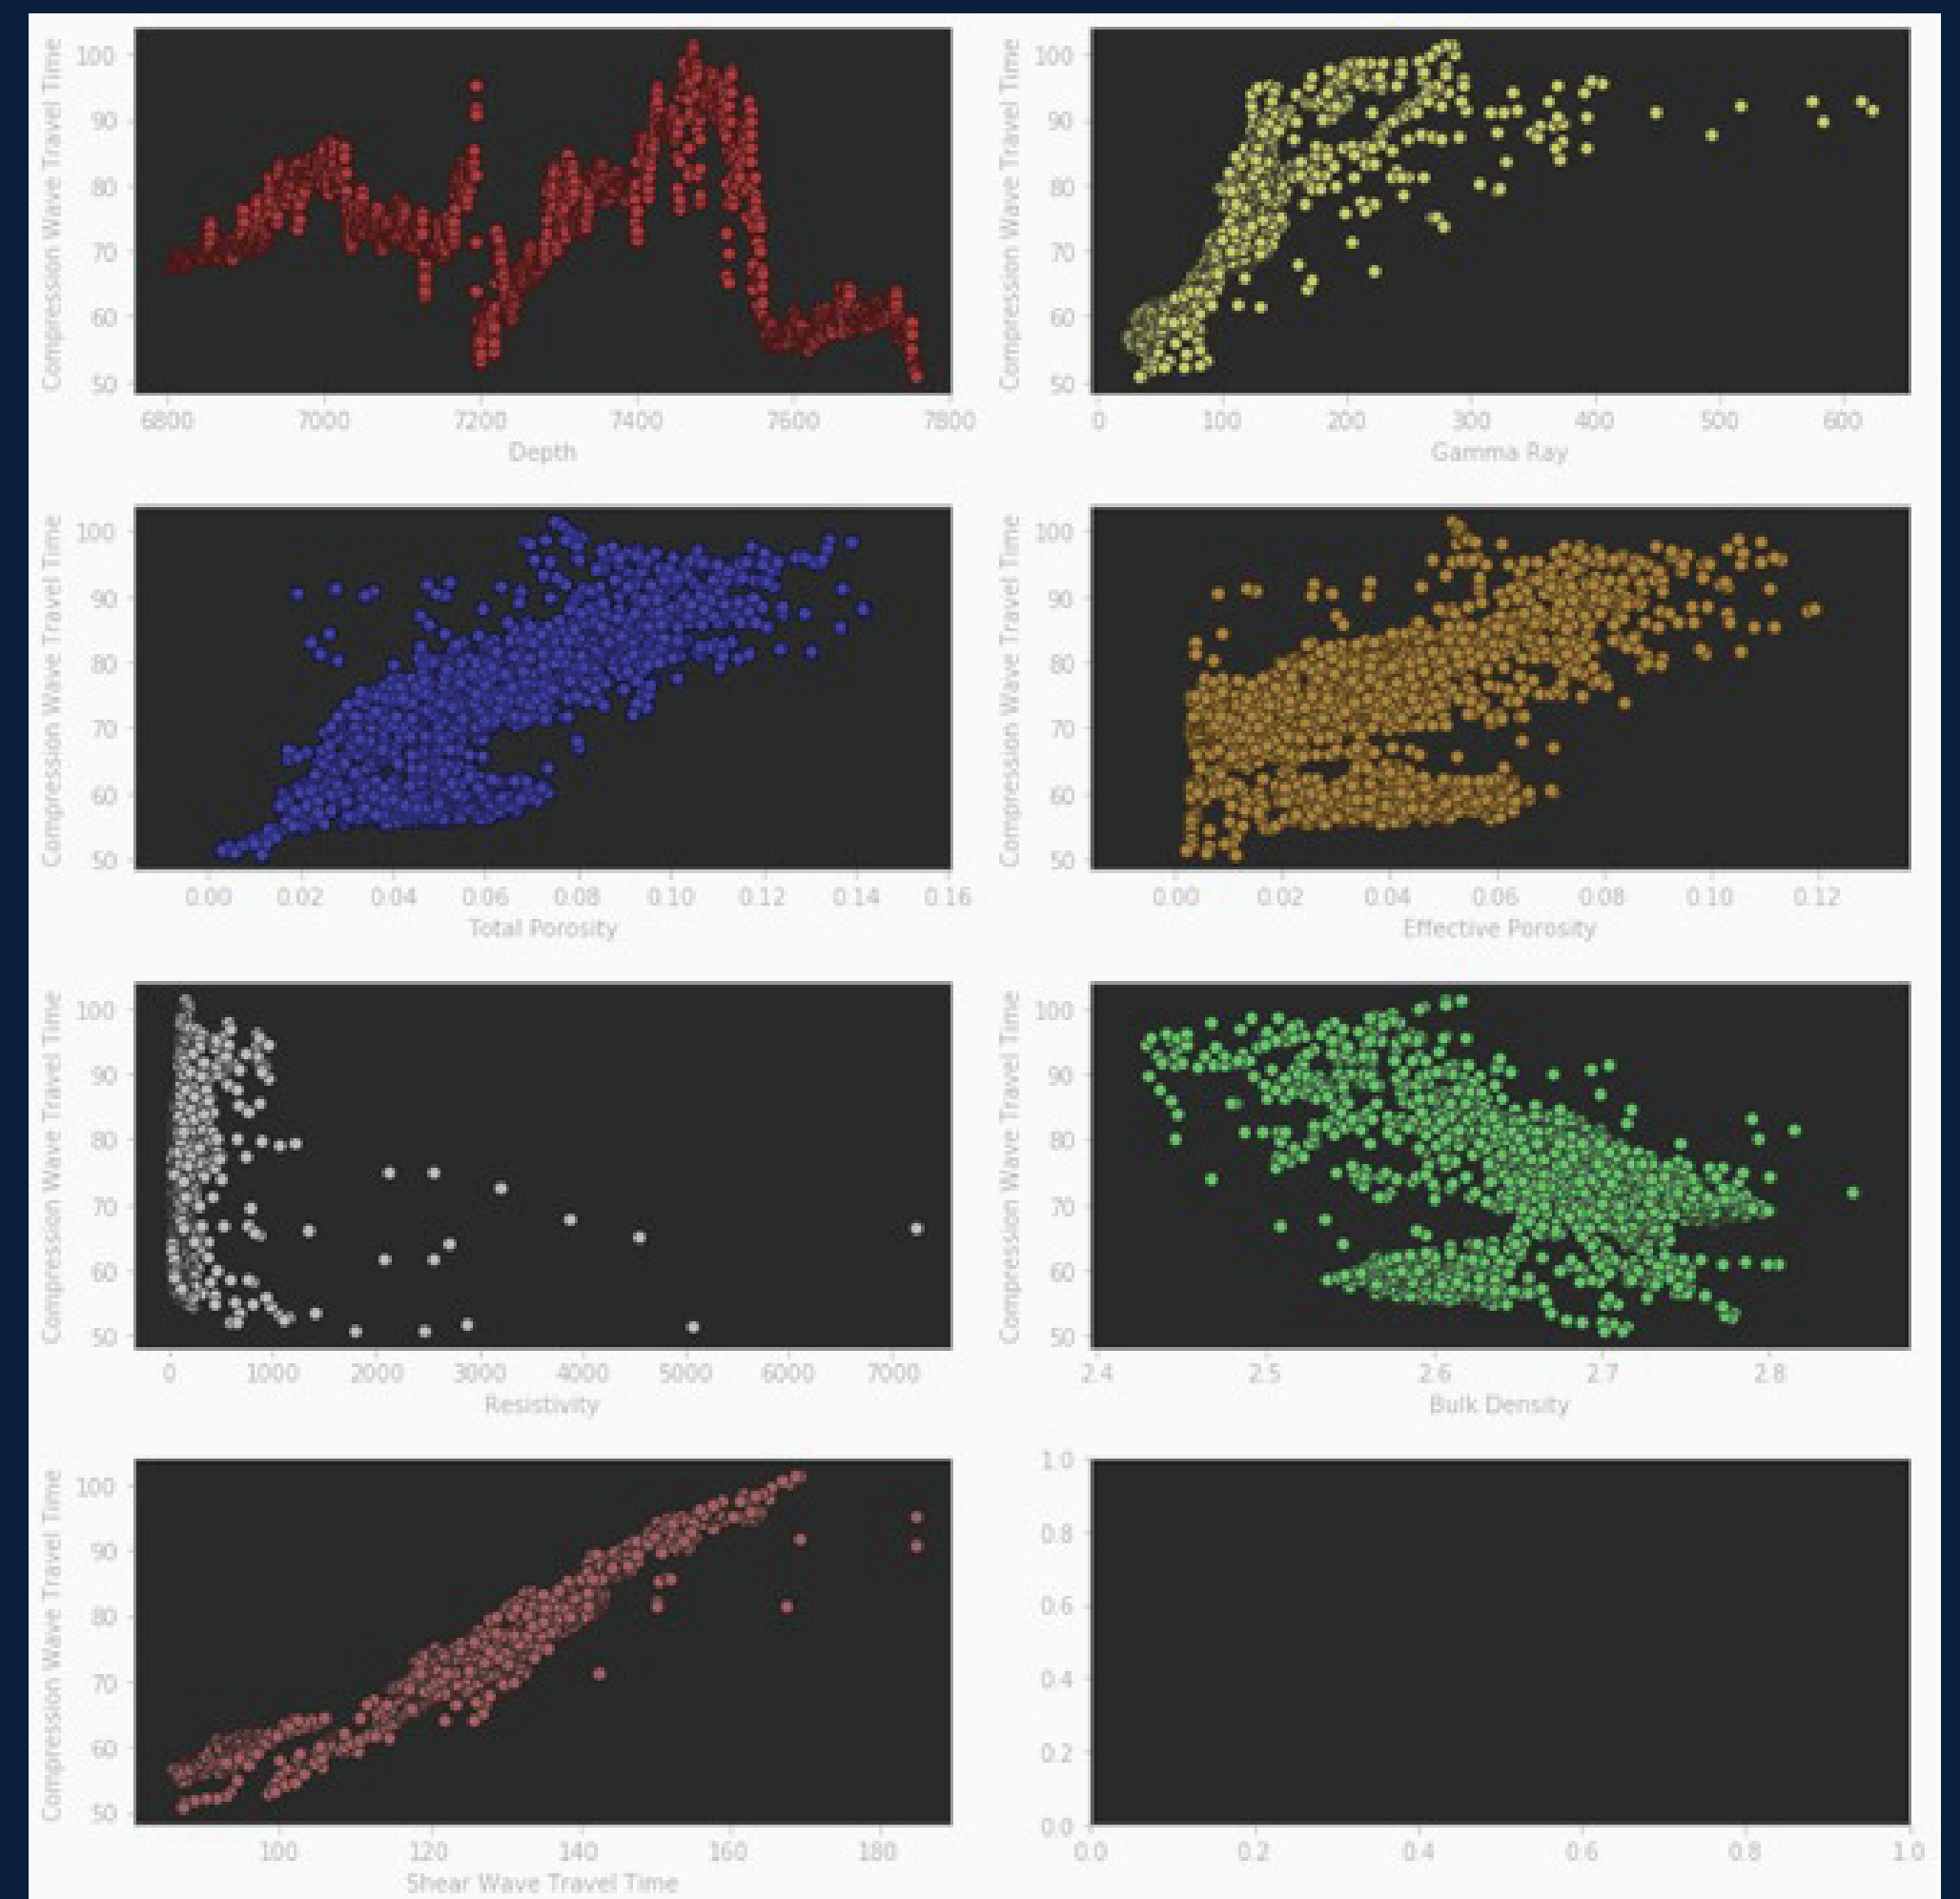 Compression Wave Travel Time
100
90
80
70
60
50
6800 7000 7200 7400 7600 7800
Depth
Compression Wave Travel Time
100
90
80
70
60
50
0 100 200 300 400 500 600
Gamma Ray
Compression Wave Travel Time
100
90
80
70
60
50
0.00 0.02 0.04 0.06 0.08 0.10 0.12 0.14 0.16
Total Porosity
Compression Wave Travel Time
100
90
80
70
60
50
0.00 0.02 0.04 0.06 0.08 0.10 0.12
Effective Porosity
Compression Wave Travel Time
100
90
80
70
60
50
0 1000 2000 3000 4000 5000 6000 7000
Resistivity
Compression Wave Travel Time
100
90
80
70
60
50
2.4 2.5 2.6 2.7 2.8
Bulk Density
Compression Wave Travel Time
100
90
80
70
60
50
100 120 140 160 180
Shear Wave Travel Time
1.0
0.8
0.6
0.4
0.2
0.0
0.0 0.2 0.4 0.6 0.8 1.0